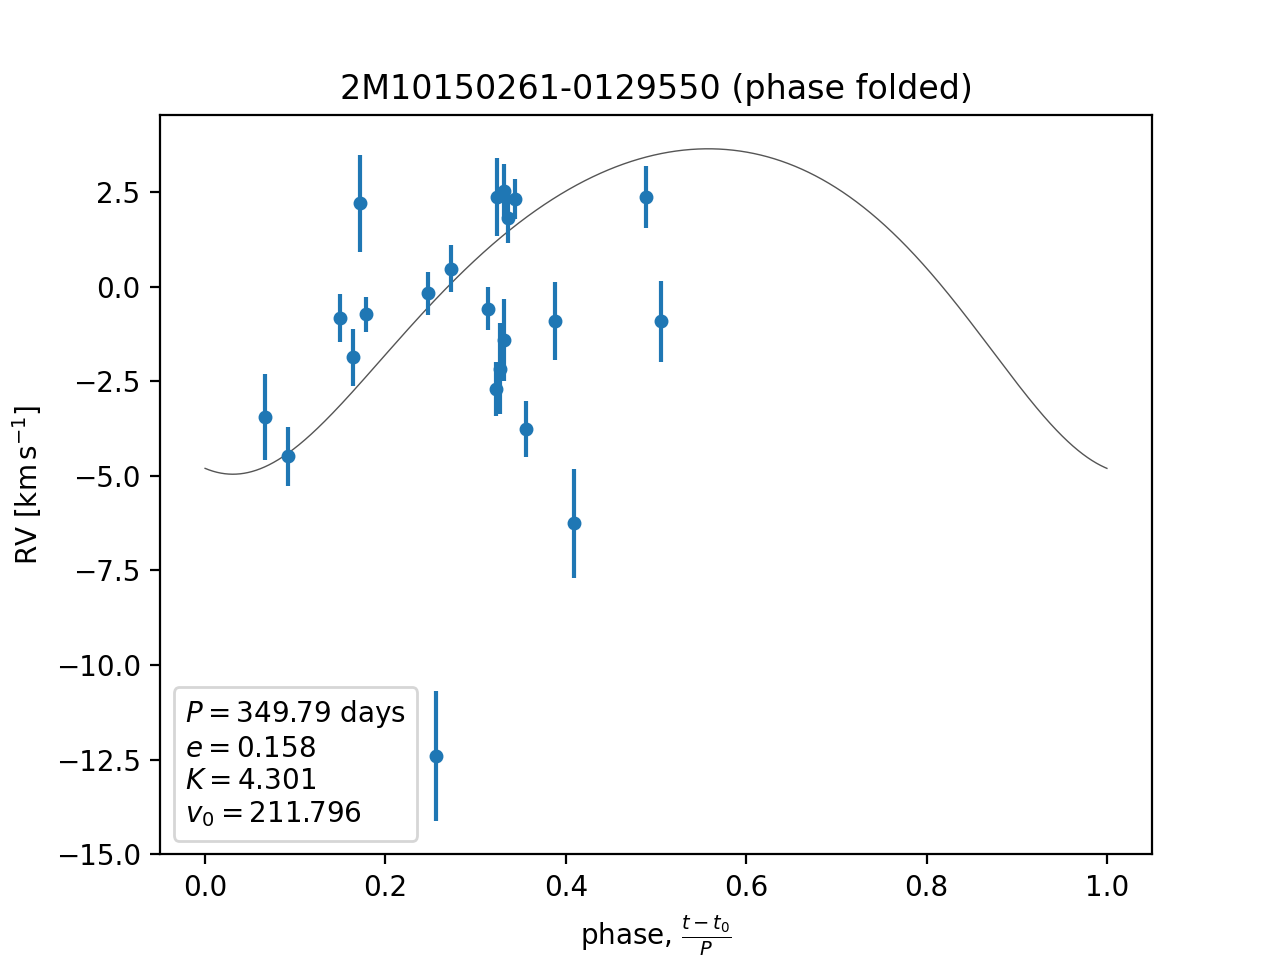 2M10150261-0129550 (phase folded)
RV [km s⁻¹]
2.5
0.0
−2.5
−5.0
−7.5
−10.0
−12.5
−15.0
P = 349.79 days
e = 0.158
K = 4.301
v₀ = 211.796
0.0 0.2 0.4 0.6 0.8 1.0
phase, (t − t₀)/P